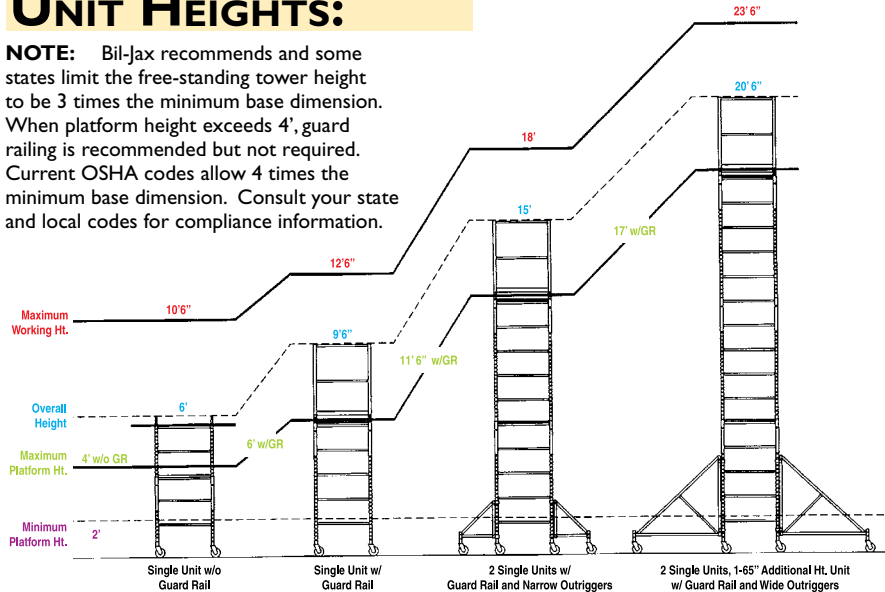 UNIT HEIGHTS:
NOTE: Bil-Jax recommends and some
states limit the free-standing tower height
to be 3 times the minimum base dimension.
When platform height exceeds 4', guard
railing is recommended but not required.
Current OSHA codes allow 4 times the
minimum base dimension. Consult your state
and local codes for compliance information.
23' 6"
20' 6"
18'
15'
17' w/GR
12'6"
10'6"
Maximum
Working Ht.
9'6"
11' 6" w/GR
Overall
Height
6'
6' w/GR
Maximum
Platform Ht.
4' w/o GR
Minimum
Platform Ht.
2'
Single Unit w/o
Guard Rail
Single Unit w/
Guard Rail
2 Single Units w/
Guard Rail and Narrow Outriggers
2 Single Units, 1-65" Additional Ht. Unit
w/ Guard Rail and Wide Outriggers